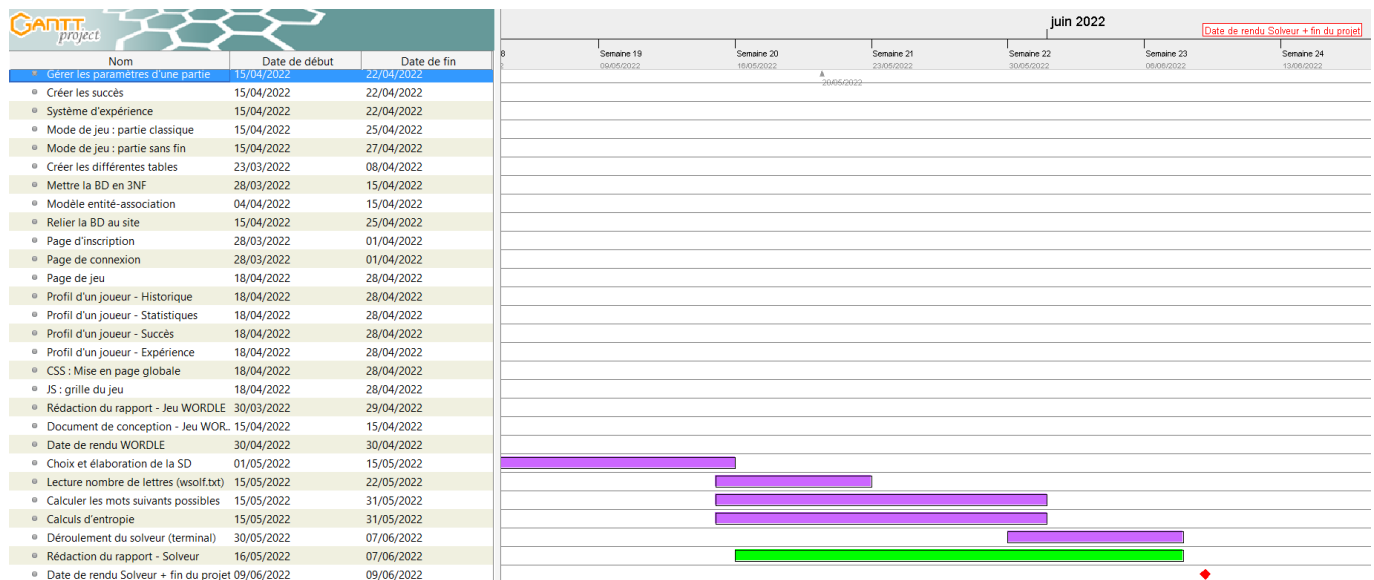 GANTT project
juin 2022
Date de rendu Solveur + fin du projet
Nom Date de début Date de fin
8 Semaine 19 Semaine 20 Semaine 21 Semaine 22 Semaine 23 Semaine 24
2 09/05/2022 16/05/2022 23/05/2022 30/05/2022 06/06/2022 13/06/2022
20/05/2022
Gérer les paramètres d'une partie 15/04/2022 22/04/2022
Créer les succès 15/04/2022 22/04/2022
Système d'expérience 15/04/2022 22/04/2022
Mode de jeu : partie classique 15/04/2022 25/04/2022
Mode de jeu : partie sans fin 15/04/2022 27/04/2022
Créer les différentes tables 23/03/2022 08/04/2022
Mettre la BD en 3NF 28/03/2022 15/04/2022
Modèle entité-association 04/04/2022 15/04/2022
Relier la BD au site 15/04/2022 25/04/2022
Page d'inscription 28/03/2022 01/04/2022
Page de connexion 28/03/2022 01/04/2022
Page de jeu 18/04/2022 28/04/2022
Profil d'un joueur - Historique 18/04/2022 28/04/2022
Profil d'un joueur - Statistiques 18/04/2022 28/04/2022
Profil d'un joueur - Succès 18/04/2022 28/04/2022
Profil d'un joueur - Expérience 18/04/2022 28/04/2022
CSS : Mise en page globale 18/04/2022 28/04/2022
JS : grille du jeu 18/04/2022 28/04/2022
Rédaction du rapport - Jeu WORDLE 30/03/2022 29/04/2022
Document de conception - Jeu WOR... 15/04/2022 15/04/2022
Date de rendu WORDLE 30/04/2022 30/04/2022
Choix et élaboration de la SD 01/05/2022 15/05/2022
Lecture nombre de lettres (wsolf.txt) 15/05/2022 22/05/2022
Calculer les mots suivants possibles 15/05/2022 31/05/2022
Calculs d'entropie 15/05/2022 31/05/2022
Déroulement du solveur (terminal) 30/05/2022 07/06/2022
Rédaction du rapport - Solveur 16/05/2022 07/06/2022
Date de rendu Solveur + fin du projet 09/06/2022 09/06/2022